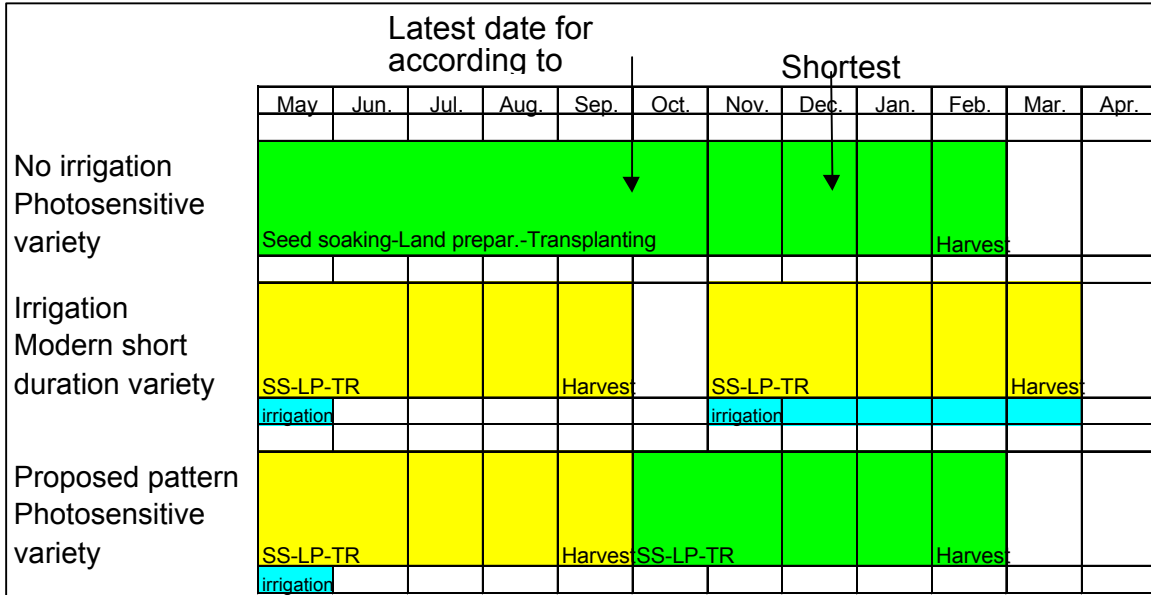 Latest date for
according to
Shortest
May Jun. Jul. Aug. Sep. Oct. Nov. Dec. Jan. Feb. Mar. Apr.
No irrigation
Photosensitive
variety
Seed soaking-Land prepar.-Transplanting Harvest
Irrigation
Modern short
duration variety
SS-LP-TR Harvest SS-LP-TR Harvest
irrigation irrigation
Proposed pattern
Photosensitive
variety
SS-LP-TR Harvest SS-LP-TR Harvest
irrigation